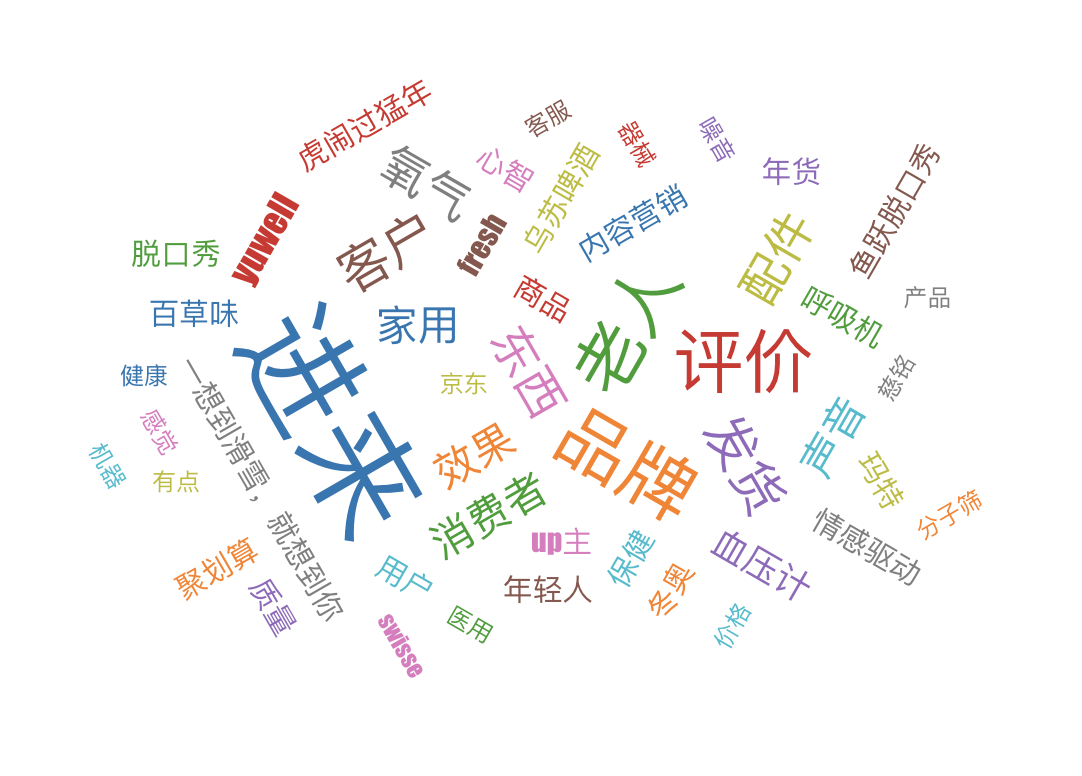 虎闹过猛年
客服
器械
噪音
氧气
心智
乌苏啤酒
年货
鱼跃脱口秀
yuwell
客户
fresh
内容营销
配件
脱口秀
百草味
家用
商品
老人
呼吸机
产品
进来
东西
评价
健康
京东
慈铭
感觉
一想到滑雪，就想到你
效果
品牌
发货
声音
机器
有点
消费者
玛特
分子筛
聚划算
up主
保健
血压计
情感驱动
质量
用户
年轻人
冬奥
swisse
医用
价格